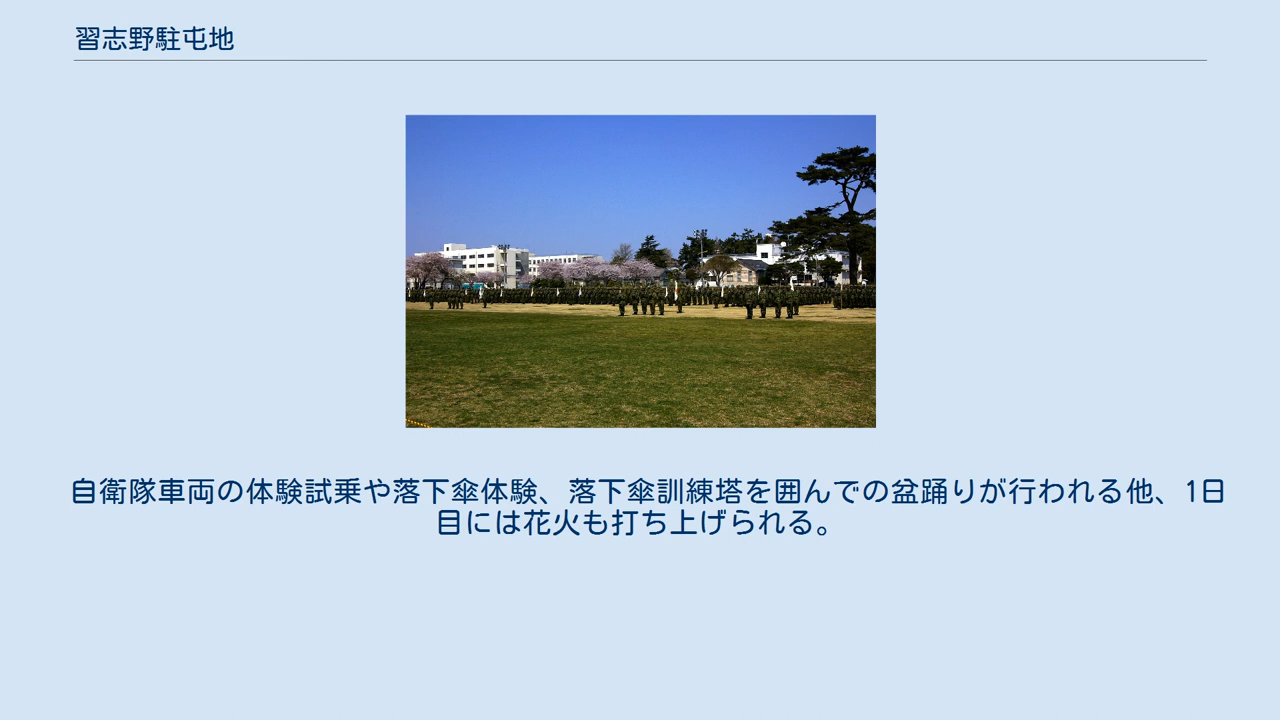 習志野駐屯地
自衛隊車両の体験試乗や落下傘体験、落下傘訓練塔を囲んでの盆踊りが行われる他、1日
目には花火も打ち上げられる。